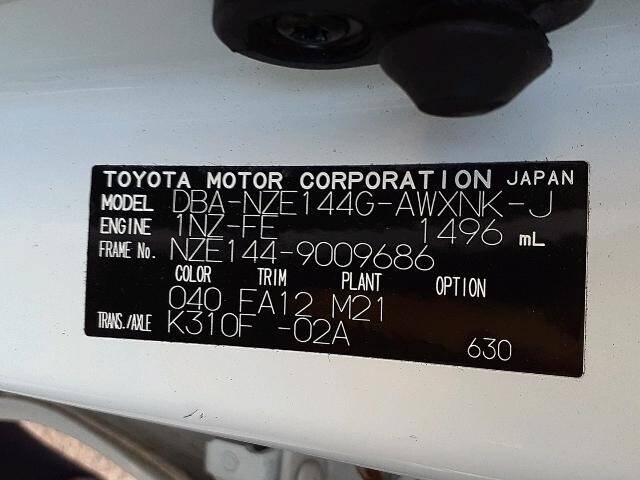 TOYOTA MOTOR CORPORATION JAPAN
MODEL DBA-NZE144G-AWXNK-J
ENGINE 1NZ-FE 1496 mL
FRAME No. NZE144-9009686
COLOR TRIM PLANT OPTION
040 FA12 M21
TRANS./AXLE K310F -02A
630